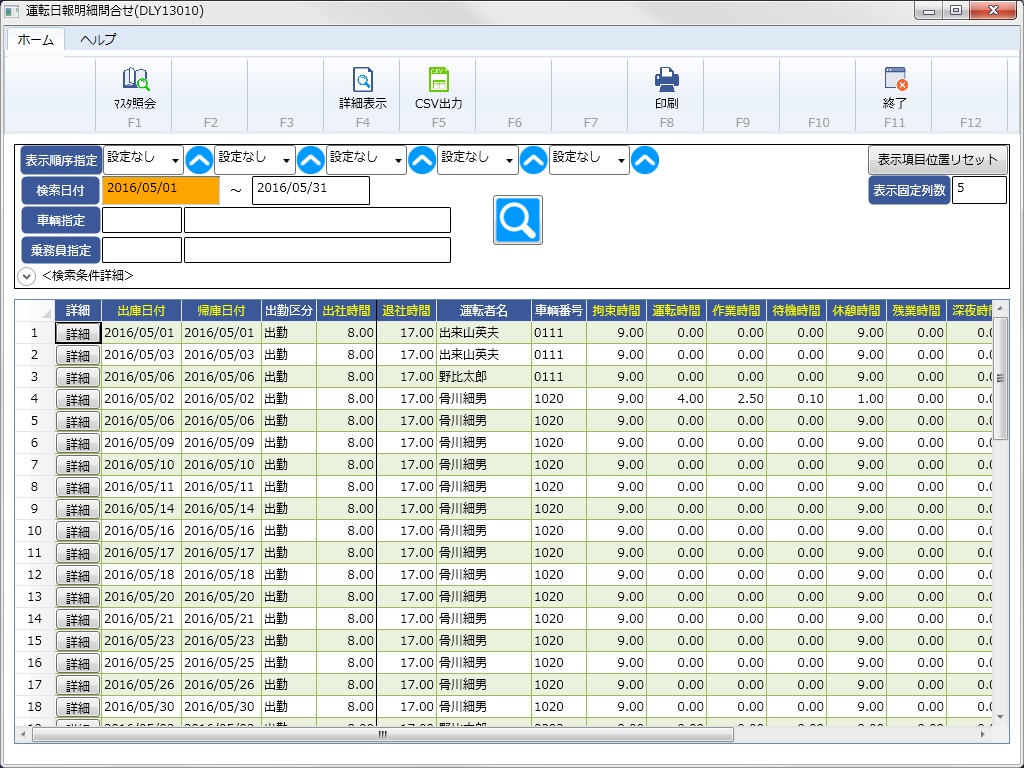 運転日報明細問合せ(DLY13010)
ホーム ヘルプ
ﾏｽﾀ照会 詳細表示 CSV CSV出力 印刷 終了
F1 F2 F3 F4 F5 F6 F7 F8 F9 F10 F11 F12
表示順序指定 設定なし 設定なし 設定なし 設定なし 設定なし 表示項目位置リセット
検索日付 2016/05/01 ～ 2016/05/31 表示固定列数 5
車輌指定
乗務員指定
＜検索条件詳細＞
詳細 出庫日付 帰庫日付 出勤区分 出社時間 退社時間 運転者名 車輌番号 拘束時間 運転時間 作業時間 待機時間 休憩時間 残業時間 深夜時
1 詳細 2016/05/01 2016/05/01 出勤 8.00 17.00 出来山英夫 0111 9.00 0.00 0.00 0.00 9.00 0.00 0.0
2 詳細 2016/05/03 2016/05/03 出勤 8.00 17.00 出来山英夫 0111 9.00 0.00 0.00 0.00 9.00 0.00 0.0
3 詳細 2016/05/06 2016/05/06 出勤 8.00 17.00 野比太郎 0111 9.00 0.00 0.00 0.00 9.00 0.00 0.0
4 詳細 2016/05/02 2016/05/02 出勤 8.00 17.00 骨川細男 1020 9.00 4.00 2.50 0.10 1.00 0.00 0.0
5 詳細 2016/05/06 2016/05/06 出勤 8.00 17.00 骨川細男 1020 9.00 0.00 0.00 0.00 9.00 0.00 0.0
6 詳細 2016/05/09 2016/05/09 出勤 8.00 17.00 骨川細男 1020 9.00 0.00 0.00 0.00 9.00 0.00 0.0
7 詳細 2016/05/10 2016/05/10 出勤 8.00 17.00 骨川細男 1020 9.00 0.00 0.00 0.00 9.00 0.00 0.0
8 詳細 2016/05/11 2016/05/11 出勤 8.00 17.00 骨川細男 1020 9.00 0.00 0.00 0.00 9.00 0.00 0.0
9 詳細 2016/05/14 2016/05/14 出勤 8.00 17.00 骨川細男 1020 9.00 0.00 0.00 0.00 9.00 0.00 0.0
10 詳細 2016/05/16 2016/05/16 出勤 8.00 17.00 骨川細男 1020 9.00 0.00 0.00 0.00 9.00 0.00 0.0
11 詳細 2016/05/17 2016/05/17 出勤 8.00 17.00 骨川細男 1020 9.00 0.00 0.00 0.00 9.00 0.00 0.0
12 詳細 2016/05/18 2016/05/18 出勤 8.00 17.00 骨川細男 1020 9.00 0.00 0.00 0.00 9.00 0.00 0.0
13 詳細 2016/05/20 2016/05/20 出勤 8.00 17.00 骨川細男 1020 9.00 0.00 0.00 0.00 9.00 0.00 0.0
14 詳細 2016/05/21 2016/05/21 出勤 8.00 17.00 骨川細男 1020 9.00 0.00 0.00 0.00 9.00 0.00 0.0
15 詳細 2016/05/23 2016/05/23 出勤 8.00 17.00 骨川細男 1020 9.00 0.00 0.00 0.00 9.00 0.00 0.0
16 詳細 2016/05/25 2016/05/25 出勤 8.00 17.00 骨川細男 1020 9.00 0.00 0.00 0.00 9.00 0.00 0.0
17 詳細 2016/05/26 2016/05/26 出勤 8.00 17.00 骨川細男 1020 9.00 0.00 0.00 0.00 9.00 0.00 0.0
18 詳細 2016/05/30 2016/05/30 出勤 8.00 17.00 骨川細男 1020 9.00 0.00 0.00 0.00 9.00 0.00 0.0